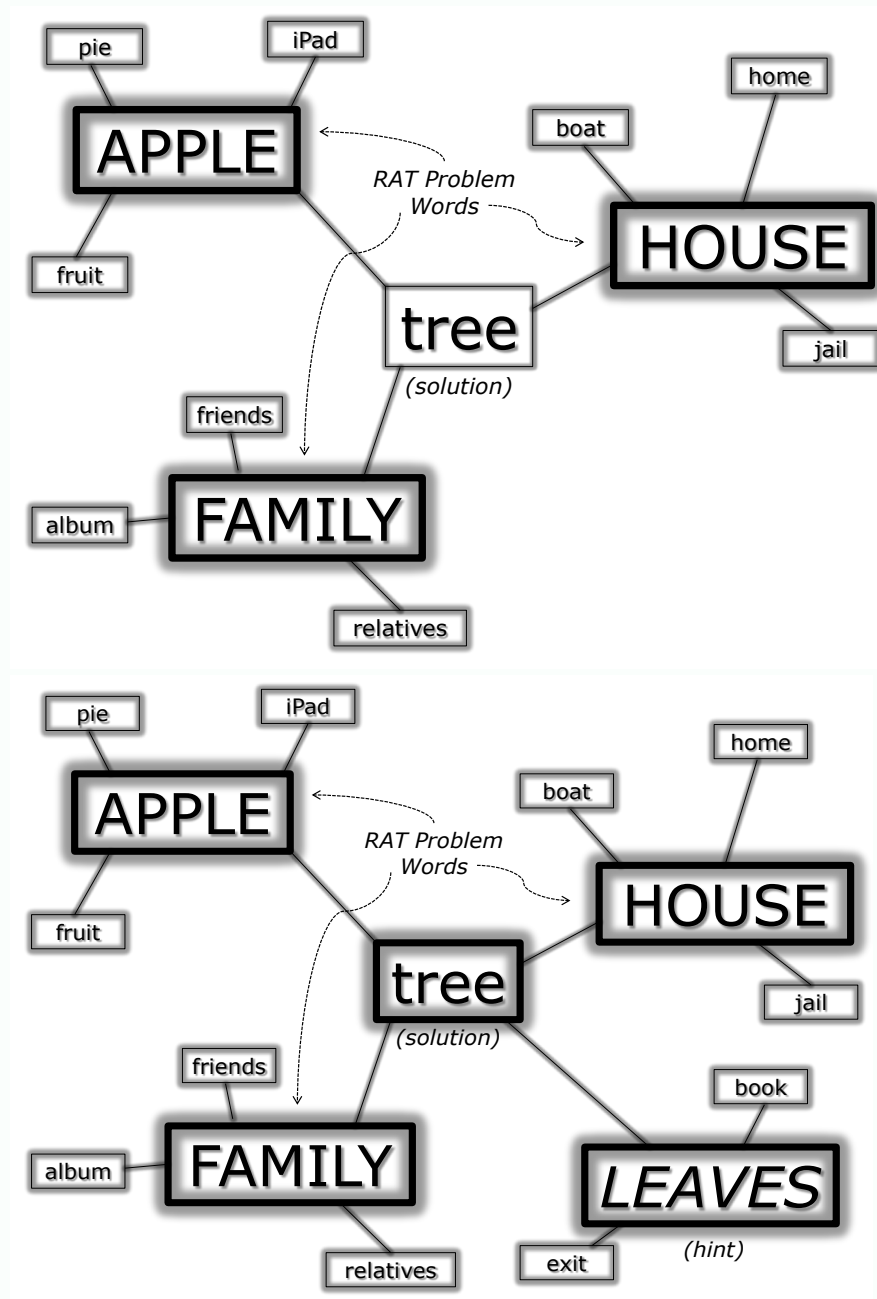 pie
iPad
home
boat
APPLE
RAT Problem
Words
HOUSE
fruit
tree
jail
(solution)
friends
album
FAMILY
relatives
pie
iPad
home
boat
APPLE
RAT Problem
Words
HOUSE
fruit
tree
jail
(solution)
friends
book
album
FAMILY
LEAVES
(hint)
exit
relatives